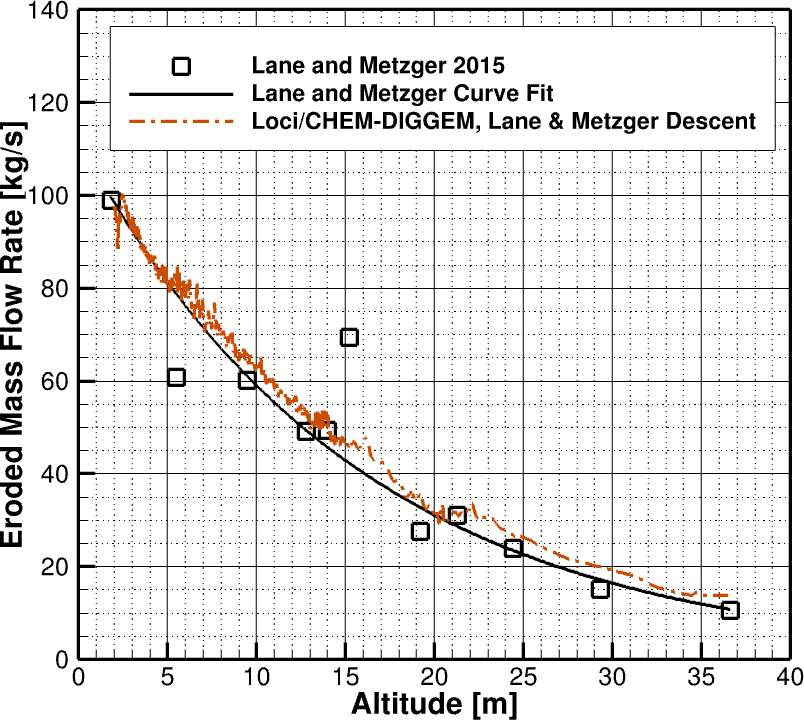 140
120
100
80
60
40
20
0
Eroded Mass Flow Rate [kg/s]
Lane and Metzger 2015
Lane and Metzger Curve Fit
Loci/CHEM-DIGGEM, Lane & Metzger Descent
0 5 10 15 20 25 30 35 40
Altitude [m]